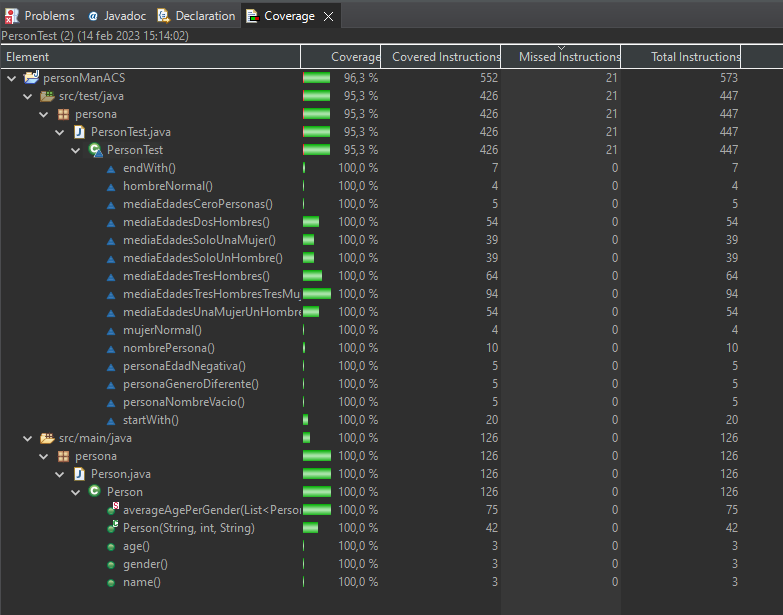 Problems @ Javadoc Declaration Coverage
PersonTest (2) (14 feb 2023 15:14:02)
Element Coverage Covered Instructions Missed Instructions Total Instructions
personManACS 96,3 % 552 21 573
src/test/java 95,3 % 426 21 447
persona 95,3 % 426 21 447
PersonTest.java 95,3 % 426 21 447
PersonTest 95,3 % 426 21 447
endWith() 100,0 % 7 0 7
hombreNormal() 100,0 % 4 0 4
mediaEdadesCeroPersonas() 100,0 % 5 0 5
mediaEdadesDosHombres() 100,0 % 54 0 54
mediaEdadesSoloUnaMujer() 100,0 % 39 0 39
mediaEdadesSoloUnHombre() 100,0 % 39 0 39
mediaEdadesTresHombres() 100,0 % 64 0 64
mediaEdadesTresHombresTresMu 100,0 % 94 0 94
mediaEdadesUnaMujerUnHombre 100,0 % 54 0 54
mujerNormal() 100,0 % 4 0 4
nombrePersona() 100,0 % 10 0 10
personaEdadNegativa() 100,0 % 5 0 5
personaGeneroDiferente() 100,0 % 5 0 5
personaNombreVacio() 100,0 % 5 0 5
startWith() 100,0 % 20 0 20
src/main/java 100,0 % 126 0 126
persona 100,0 % 126 0 126
Person.java 100,0 % 126 0 126
Person 100,0 % 126 0 126
averageAgePerGender(List<Person 100,0 % 75 0 75
Person(String, int, String) 100,0 % 42 0 42
age() 100,0 % 3 0 3
gender() 100,0 % 3 0 3
name() 100,0 % 3 0 3